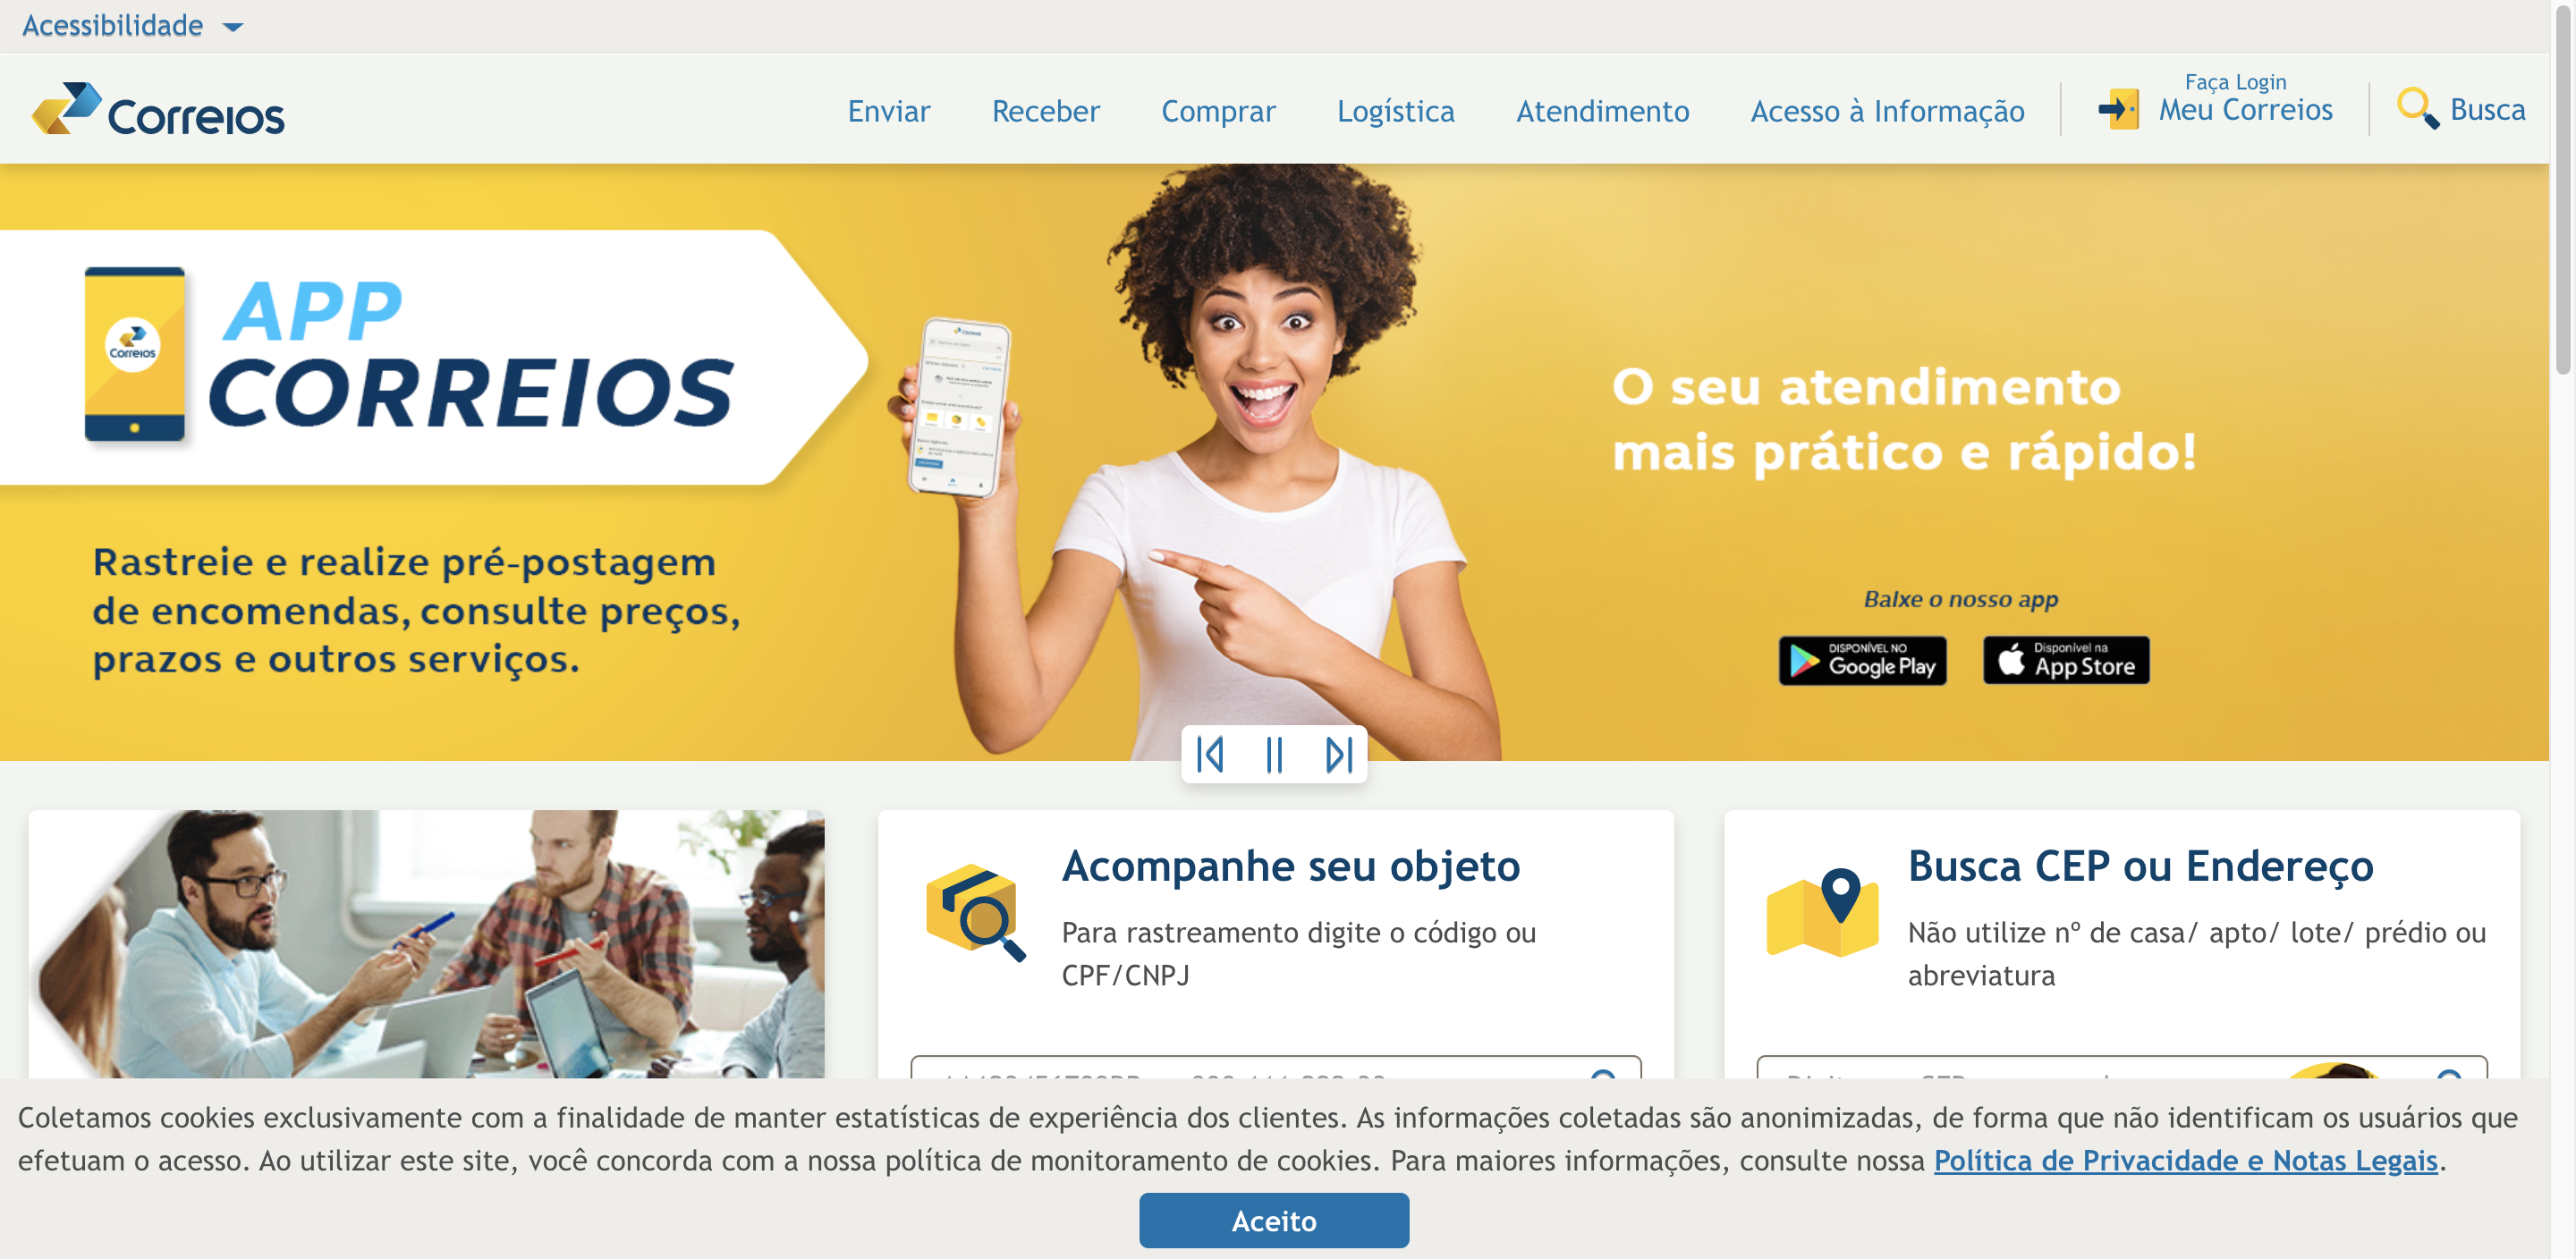 Acessibilidade
Correios
Enviar
Receber
Comprar
Logística
Atendimento
Acesso à Informação
Faça Login
Meu Correios
Busca
Correios
APP
CORREIOS
Rastreie e realize pré-postagem
de encomendas, consulte preços,
prazos e outros serviços.
O seu atendimento
mais prático e rápido!
Baixe o nosso app
DISPONÍVEL NO
Google Play
Disponível na
App Store
Acompanhe seu objeto
Para rastreamento digite o código ou
CPF/CNPJ
Busca CEP ou Endereço
Não utilize nº de casa/ apto/ lote/ prédio ou
abreviatura
Coletamos cookies exclusivamente com a finalidade de manter estatísticas de experiência dos clientes. As informações coletadas são anonimizadas, de forma que não identificam os usuários que
efetuam o acesso. Ao utilizar este site, você concorda com a nossa política de monitoramento de cookies. Para maiores informações, consulte nossa Política de Privacidade e Notas Legais.
Aceito